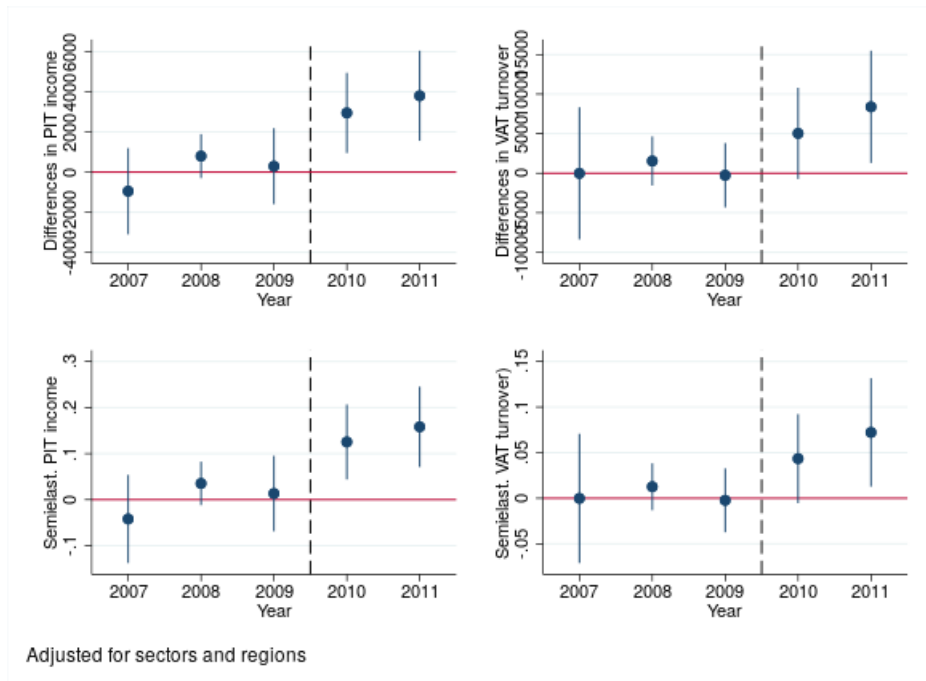 Differences in PIT income
6000
4000
2000
0
-2000
-4000
2007 2008 2009 2010 2011
Year
Differences in VAT turnover
15000
10000
5000
0
-5000
-10000
2007 2008 2009 2010 2011
Year
Semielast. PIT income
.3
.2
.1
0
-.1
2007 2008 2009 2010 2011
Year
Semielast. VAT turnover)
.15
.1
.05
0
-.05
2007 2008 2009 2010 2011
Year
Adjusted for sectors and regions